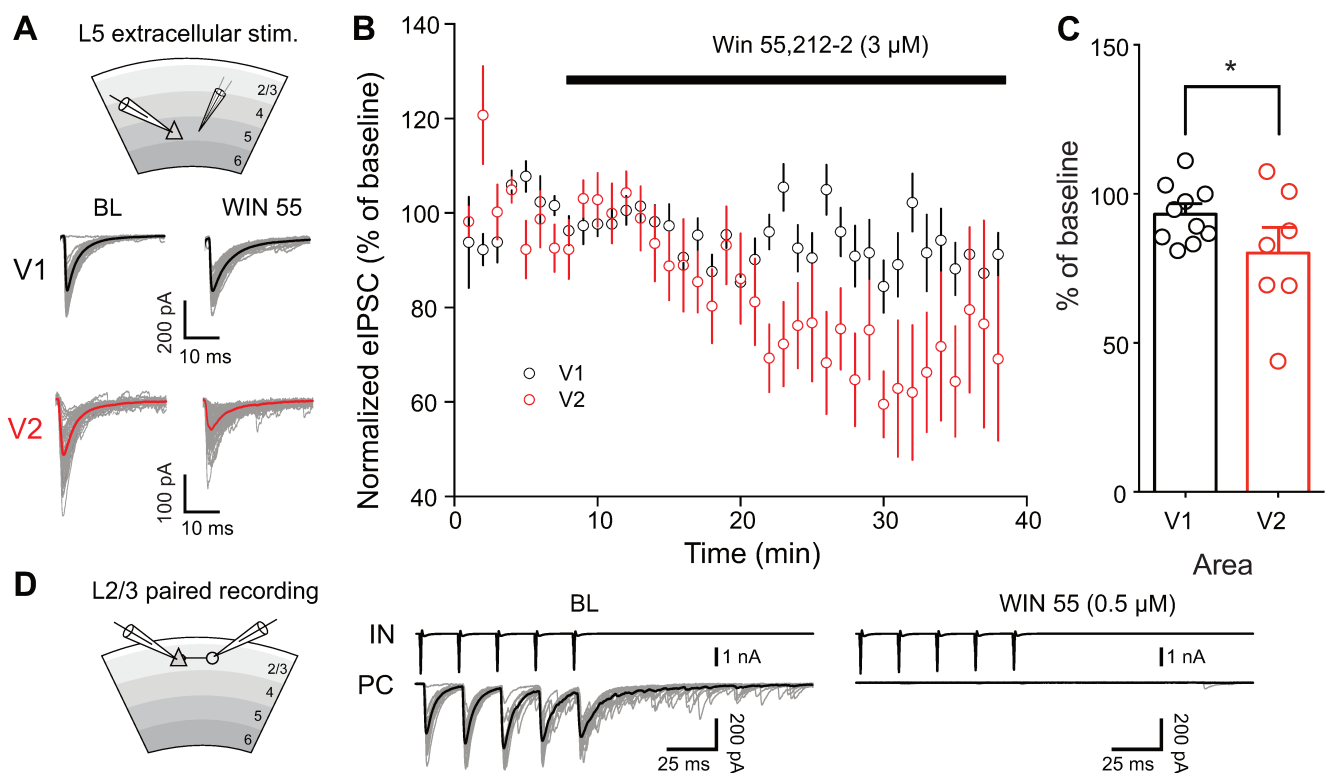 A
L5 extracellular stim.
2/3
4
5
6
BL
WIN 55
V1
200 pA
10 ms
V2
100 pA
10 ms
B
Normalized eIPSC (% of baseline)
140
120
100
80
60
40
Win 55,212-2 (3 µM)
V1
V2
0
10
20
30
40
Time (min)
C
% of baseline
150
100
50
0
*
V1
V2
Area
D
L2/3 paired recording
2/3
4
5
6
BL
IN
1 nA
PC
200 pA
25 ms
WIN 55 (0.5 µM)
1 nA
200 pA
25 ms